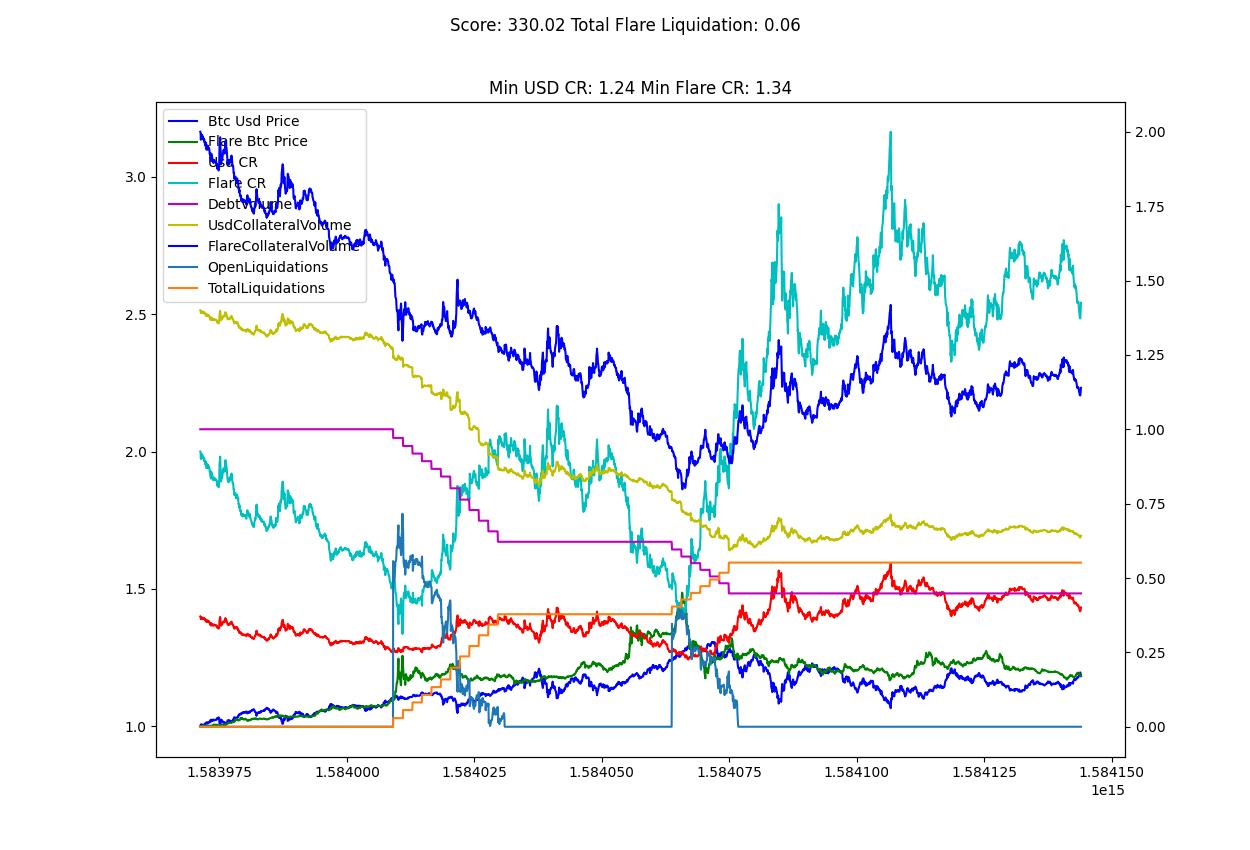 Score: 330.02 Total Flare Liquidation: 0.06
Min USD CR: 1.24 Min Flare CR: 1.34
Btc Usd Price
Flare Btc Price
Usd CR
Flare CR
DebtVolume
UsdCollateralVolume
FlareCollateralVolume
OpenLiquidations
TotalLiquidations
3.0
2.5
2.0
1.5
1.0
2.00
1.75
1.50
1.25
1.00
0.75
0.50
0.25
0.00
1.583975
1.584000
1.584025
1.584050
1.584075
1.584100
1.584125
1.584150
1e15